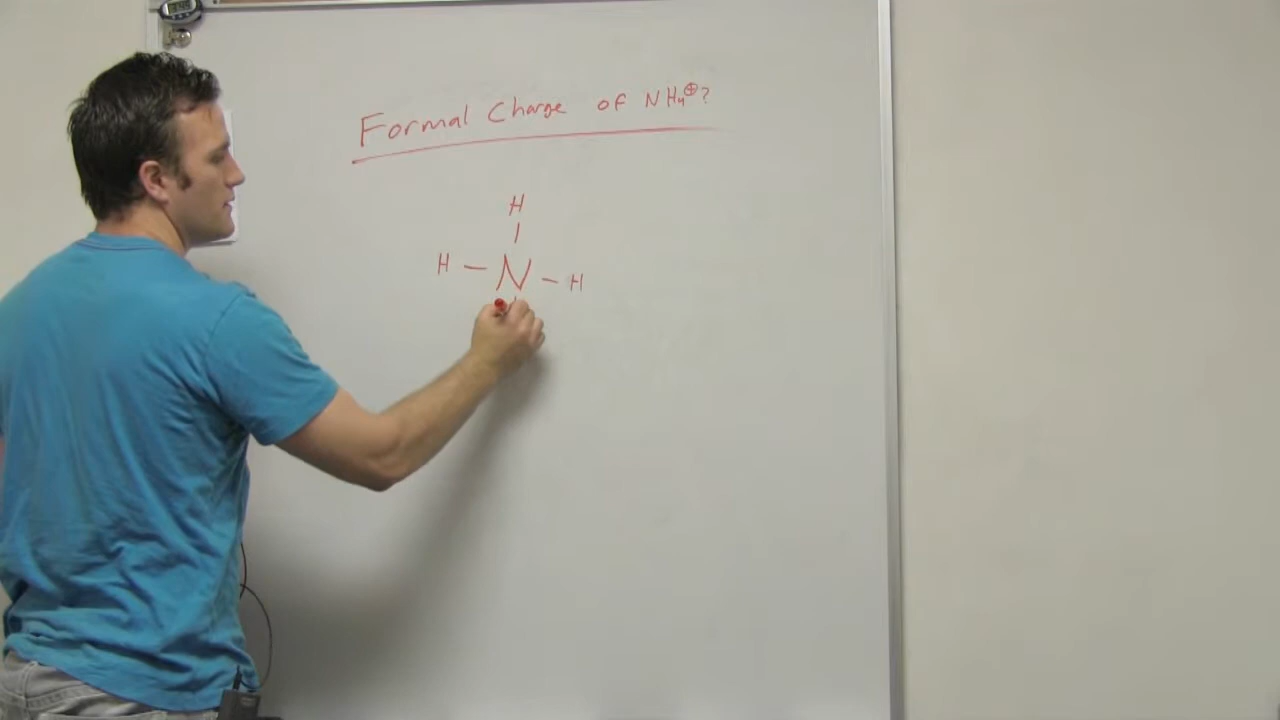 Formal Charge of NH₄⊕?
H
H - N - H